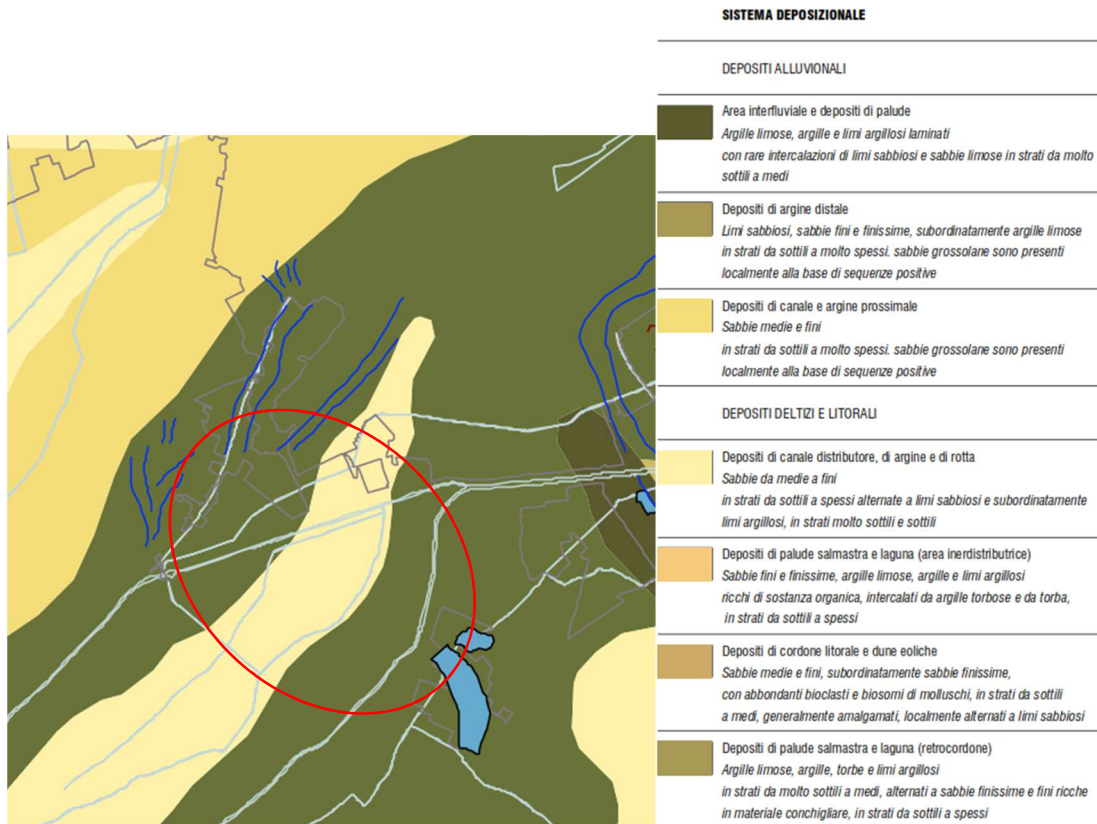 SISTEMA DEPOSIZIONALE
DEPOSITI ALLUVIONALI
Area interfluviale e depositi di palude
Argille limose, argille e limi argillosi laminati
con rare intercalazioni di limi sabbiosi e sabbie limose in strati da molto
sottili a medi
Depositi di argine distale
Limi sabbiosi, sabbie fini e finissime, subordinatamente argille limose
in strati da sottili a molto spessi. sabbie grossolane sono presenti
localmente alla base di sequenze positive
Depositi di canale e argine prossimale
Sabbie medie e fini
in strati da sottili a molto spessi. sabbie grossolane sono presenti
localmente alla base di sequenze positive
DEPOSITI DELTIZI E LITORALI
Depositi di canale distributore, di argine e di rotta
Sabbie da medie a fini
in strati da sottili a spessi alternate a limi sabbiosi e subordinatamente
limi argillosi, in strati molto sottili e sottili
Depositi di palude salmastra e laguna (area inerdistributrice)
Sabbie fini e finissime, argille limose, argille e limi argillosi
ricchi di sostanza organica, intercalati da argille torbose e da torba,
in strati da sottili a spessi
Depositi di cordone litorale e dune eoliche
Sabbie medie e fini, subordinatamente sabbie finissime,
con abbondanti bioclasti e biosomi di molluschi, in strati da sottili
a medi, generalmente amalgamati, localmente alternati a limi sabbiosi
Depositi di palude salmastra e laguna (retrocordone)
Argille limose, argille, torbe e limi argillosi
in strati da molto sottili a medi, alternati a sabbie finissime e fini ricche
in materiale conchigliare, in strati da sottili a spessi